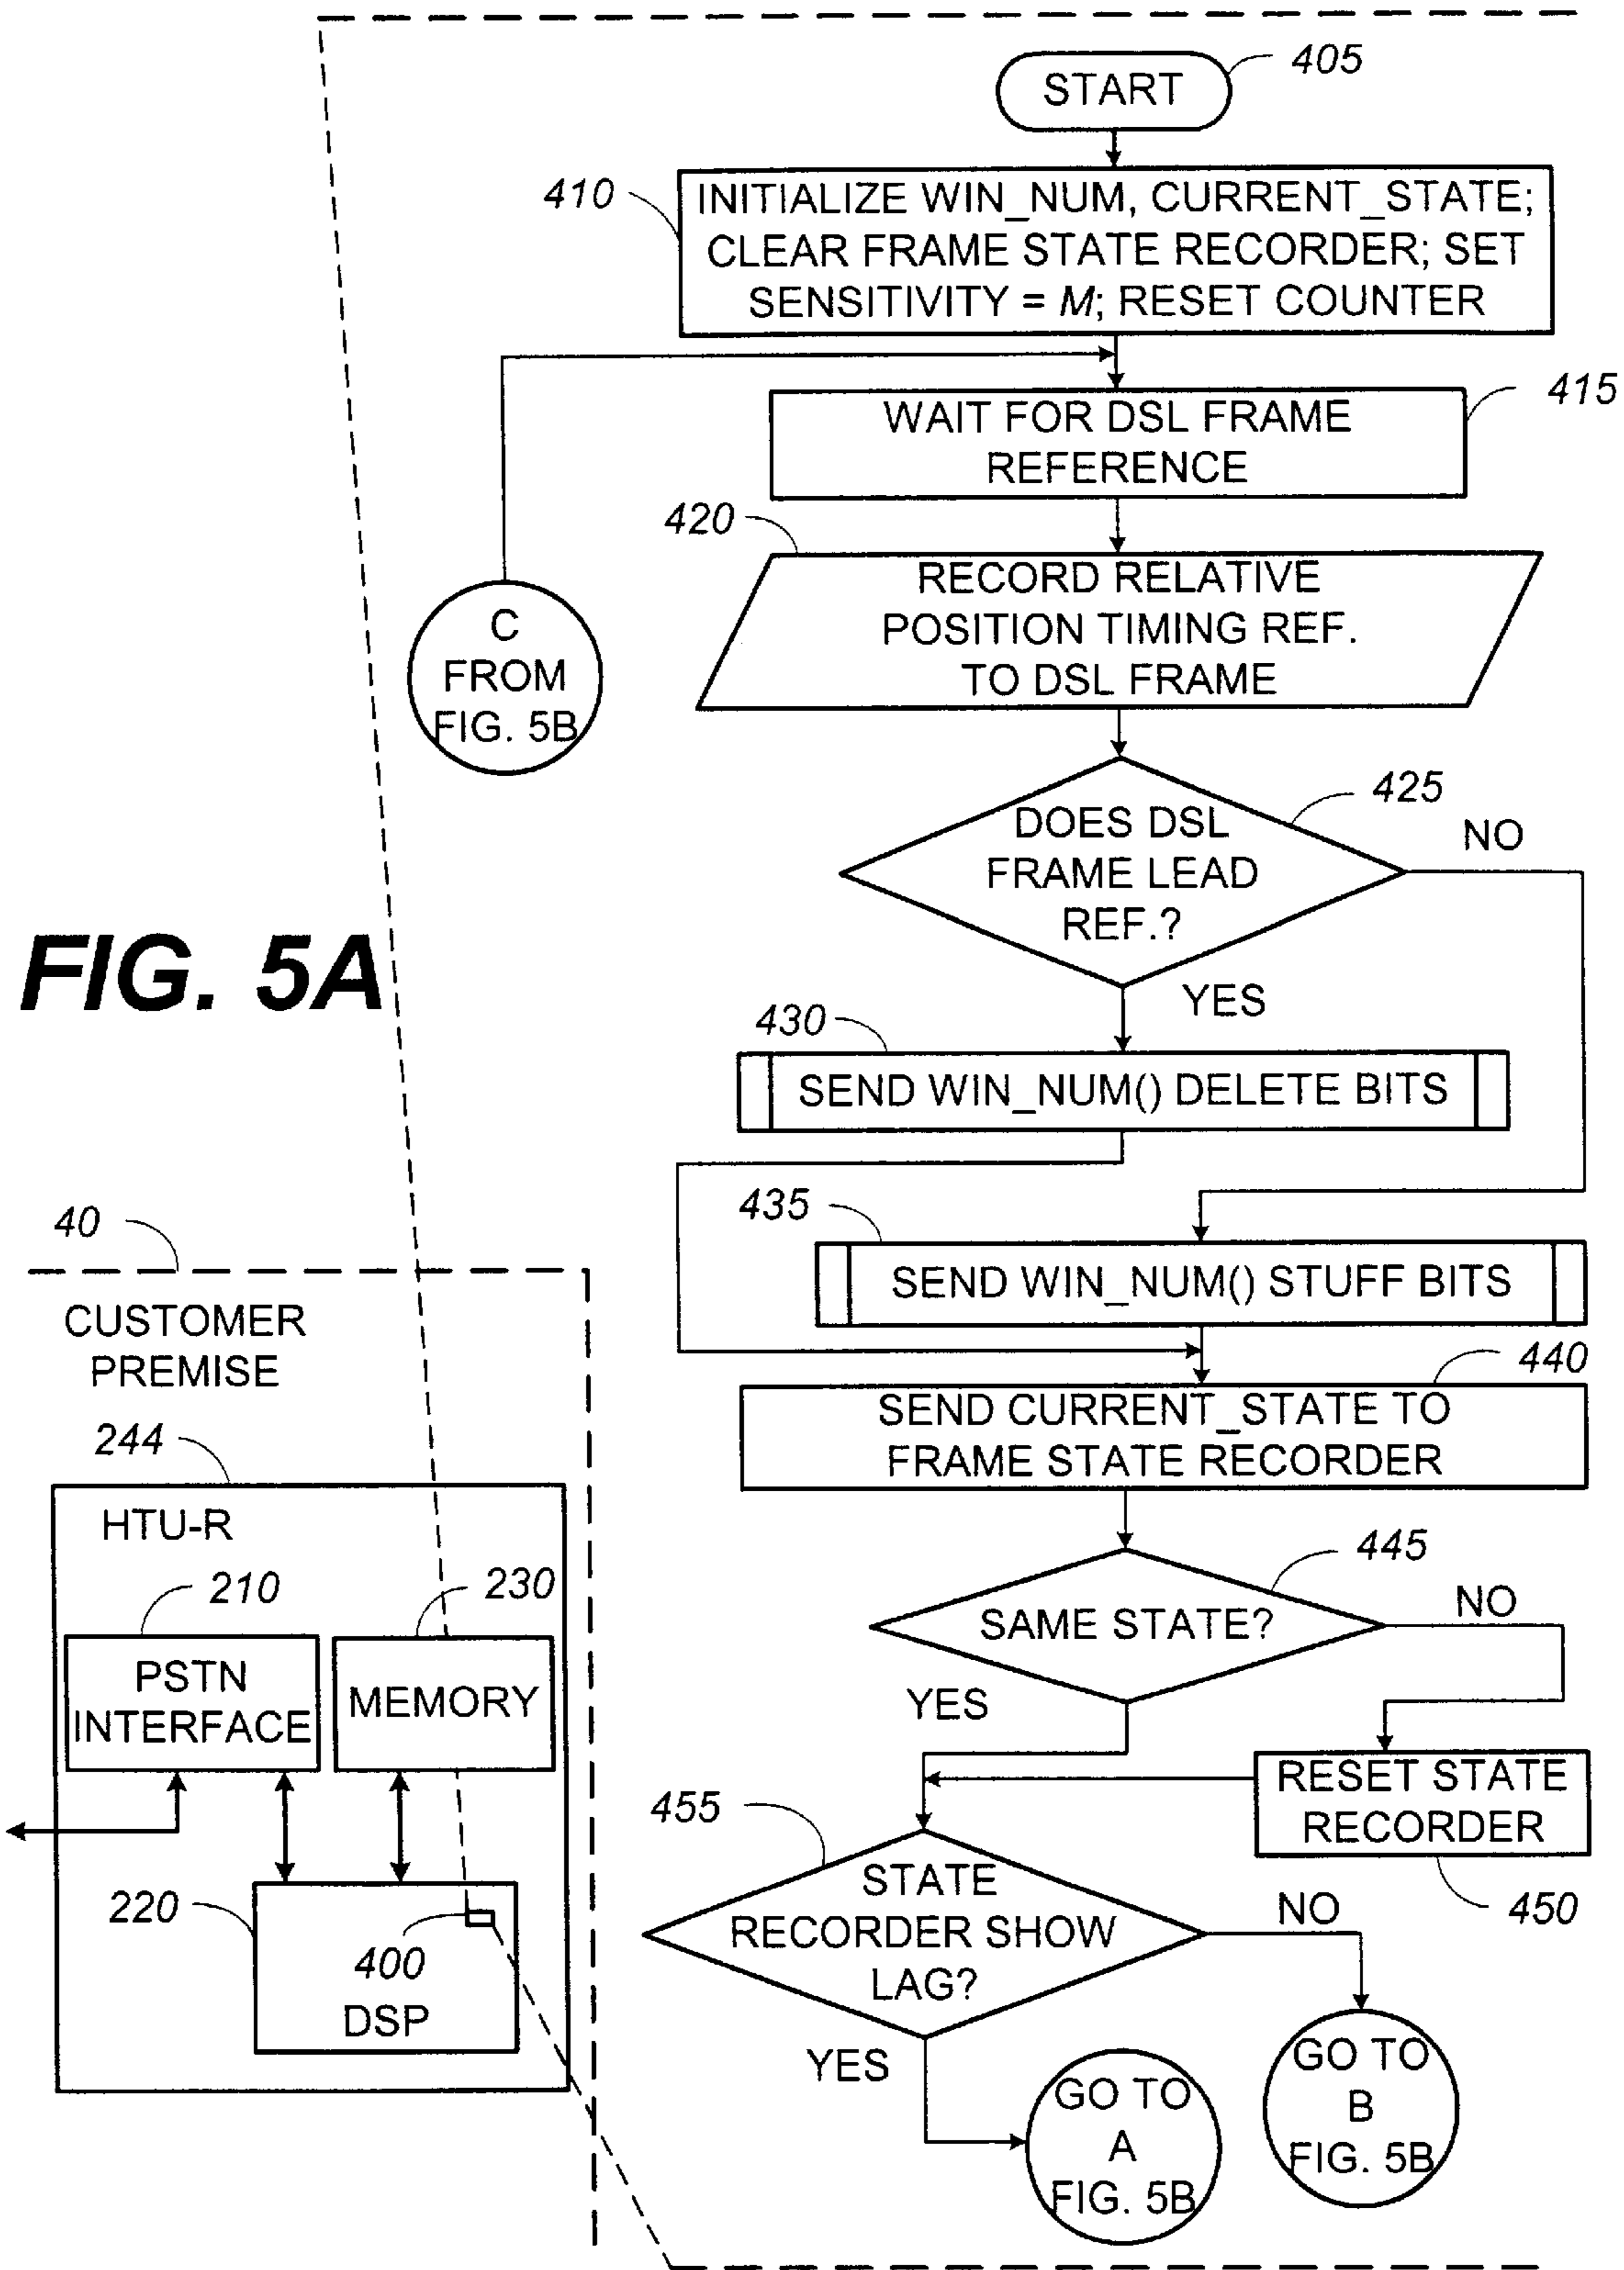 START
405
410
INITIALIZE WIN_NUM, CURRENT_STATE;
CLEAR FRAME STATE RECORDER; SET
SENSITIVITY = M; RESET COUNTER
415
WAIT FOR DSL FRAME
REFERENCE
420
RECORD RELATIVE
POSITION TIMING REF.
TO DSL FRAME
C
FROM
FIG. 5B
425
DOES DSL
FRAME LEAD
REF.?
NO
YES
FIG. 5A
430
SEND WIN_NUM() DELETE BITS
435
SEND WIN_NUM() STUFF BITS
440
SEND CURRENT_STATE TO
FRAME STATE RECORDER
445
SAME STATE?
NO
YES
RESET STATE
RECORDER
450
455
STATE
RECORDER SHOW
LAG?
NO
YES
GO TO
A
FIG. 5B
GO TO
B
FIG. 5B
40
CUSTOMER
PREMISE
244
HTU-R
210
PSTN
INTERFACE
230
MEMORY
220
400
DSP